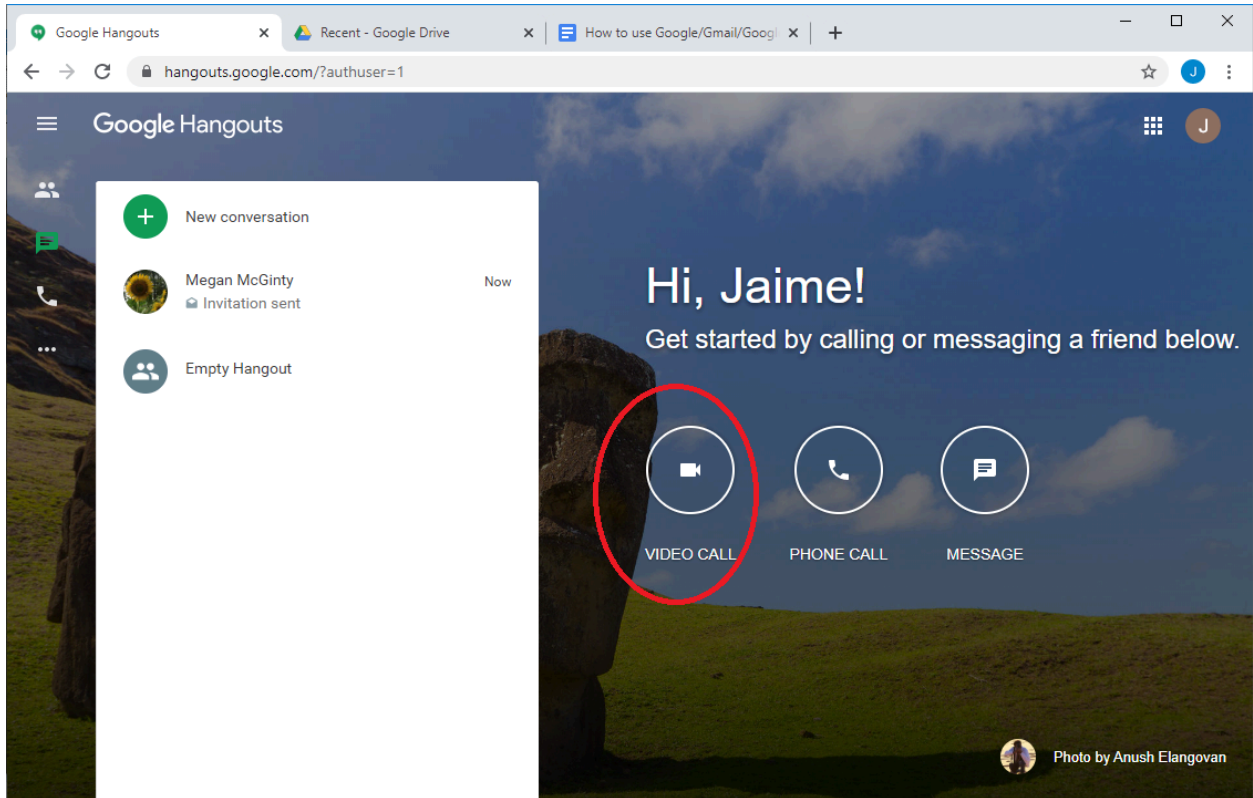 Google Hangouts
Recent - Google Drive
How to use Google/Gmail/Googl
hangouts.google.com/?authuser=1
J
Google Hangouts
J
New conversation
Megan McGinty
Now
Invitation sent
Empty Hangout
Hi, Jaime!
Get started by calling or messaging a friend below.
VIDEO CALL
PHONE CALL
MESSAGE
Photo by Anush Elangovan